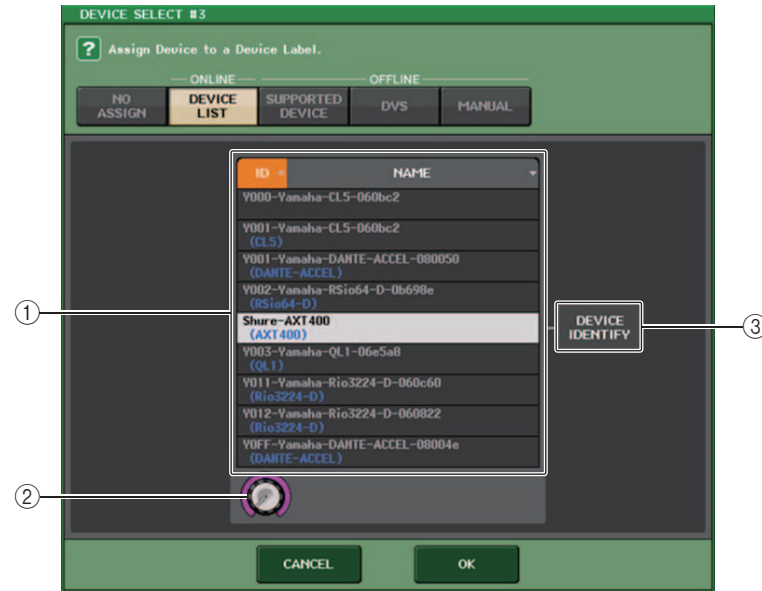 DEVICE SELECT #3
? Assign Device to a Device Label.
ONLINE OFFLINE
NO ASSIGN
DEVICE LIST
SUPPORTED DEVICE
DVS
MANUAL
ID NAME
Y000-Yamaha-CL5-060bc2
Y001-Yamaha-CL5-060bc2
(CL5)
Y001-Yamaha-DANTE-ACCEL-080050
(DANTE-ACCEL)
Y002-Yamaha-RSio64-D-0b698e
(RSio64-D)
① Shure-AXT400
(AXT400)
DEVICE IDENTIFY ③
Y003-Yamaha-QL1-06e5a8
(QL1)
Y011-Yamaha-Rio3224-D-060c60
(Rio3224-D)
Y012-Yamaha-Rio3224-D-060822
(Rio3224-D)
Y0FF-Yamaha-DANTE-ACCEL-08004e
(DANTE-ACCEL)
②
CANCEL OK